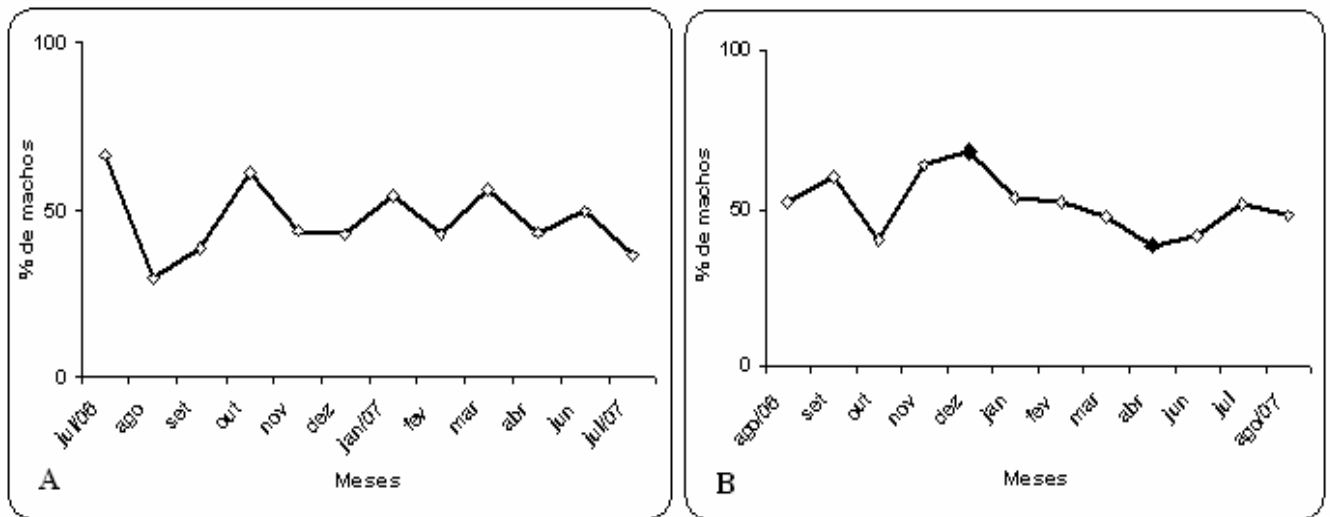 100
50
0
% de machos
jul/06
ago
set
out
nov
dez
jan/07
fev
mar
abr
jun
jul/07
Meses
A
100
50
0
% de machos
ago/06
set
out
nov
dez
jan
fev
mar
abr
jun
jul
ago/07
Meses
B